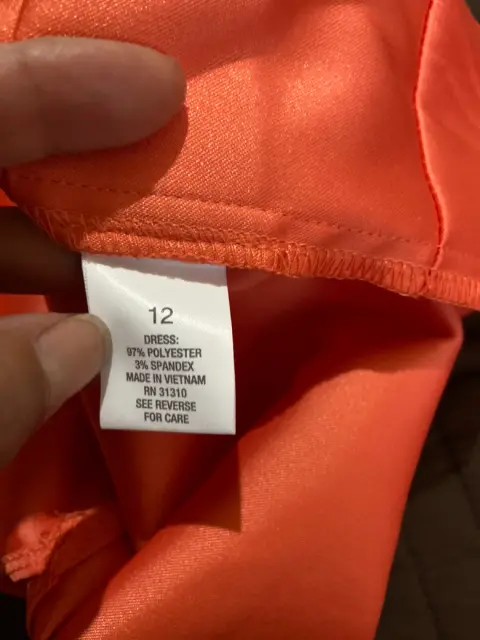 12
DRESS:
97% POLYESTER
3% SPANDEX
MADE IN VIETNAM
RN 31310
SEE REVERSE
FOR CARE